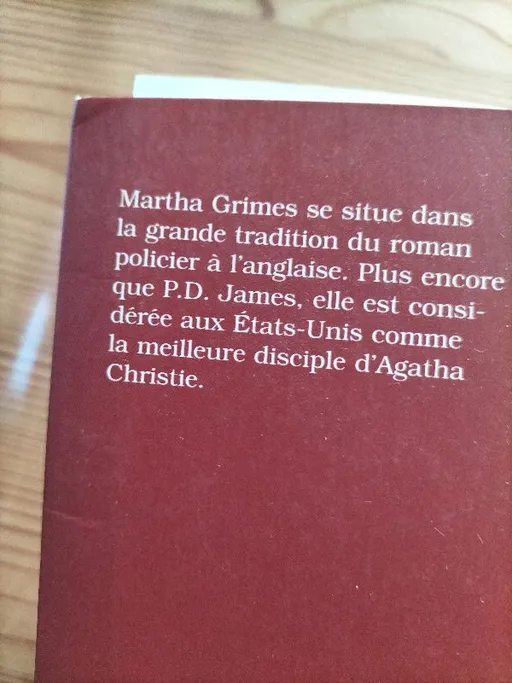 Martha Grimes se situe dans
la grande tradition du roman
policier à l'anglaise. Plus encore
que P.D. James, elle est consi-
dérée aux États-Unis comme
la meilleure disciple d'Agatha
Christie.